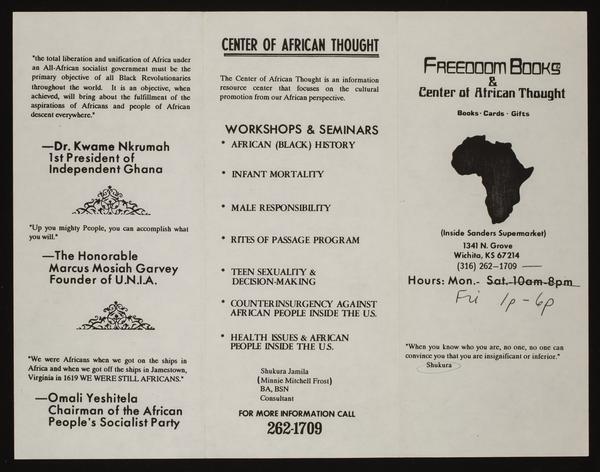 "the total liberation and unification of Africa under
an All-African socialist government must be the
primary objective of all Black Revolutionaries
throughout the world. It is an objective, when
achieved, will bring about the fulfillment of the
aspirations of Africans and people of African
descent everywhere."
—Dr. Kwame Nkrumah
1st President of
Independent Ghana
"Up you mighty People, you can accomplish what
you will."
—The Honorable
Marcus Mosiah Garvey
Founder of U.N.I.A.
"We were Africans when we got on the ships in
Africa and when we got off the ships in Jamestown,
Virginia in 1619 WE WERE STILL AFRICANS."
—Omali Yeshitela
Chairman of the African
People's Socialist Party
CENTER OF AFRICAN THOUGHT
The Center of African Thought is an information
resource center that focuses on the cultural
promotion from our African perspective.
WORKSHOPS & SEMINARS
* AFRICAN (BLACK) HISTORY
* INFANT MORTALITY
* MALE RESPONSIBILITY
* RITES OF PASSAGE PROGRAM
* TEEN SEXUALITY &
DECISION-MAKING
* COUNTERINSURGENCY AGAINST
AFRICAN PEOPLE INSIDE THE U.S.
* HEALTH ISSUES & AFRICAN
PEOPLE INSIDE THE U.S.
Shukura Jamila
(Minnie Mitchell Frost)
BA, BSN
Consultant
FOR MORE INFORMATION CALL
262-1709
FREEDOOM BOOKS
&
Center of African Thought
Books · Cards · Gifts
(Inside Sanders Supermarket)
1341 N. Grove
Wichita, KS 67214
(316) 262-1709
Hours: Mon.- Sat. 10am-8pm
Fri 1p - 6p
"When you know who you are, no one, no one can
convince you that you are insignificant or inferior."
Shukura